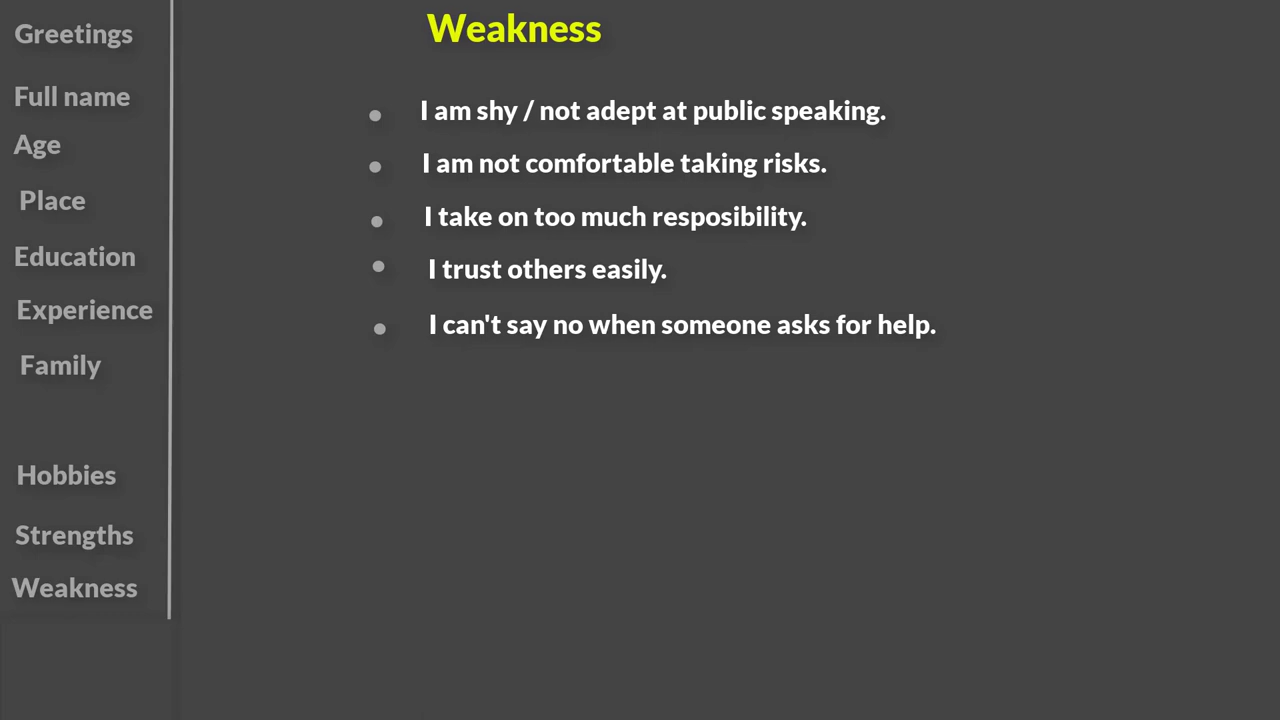 Greetings
Full name
Age
Place
Education
Experience
Family
Hobbies
Strengths
Weakness
Weakness
I am shy / not adept at public speaking.
I am not comfortable taking risks.
I take on too much resposibility.
I trust others easily.
I can't say no when someone asks for help.